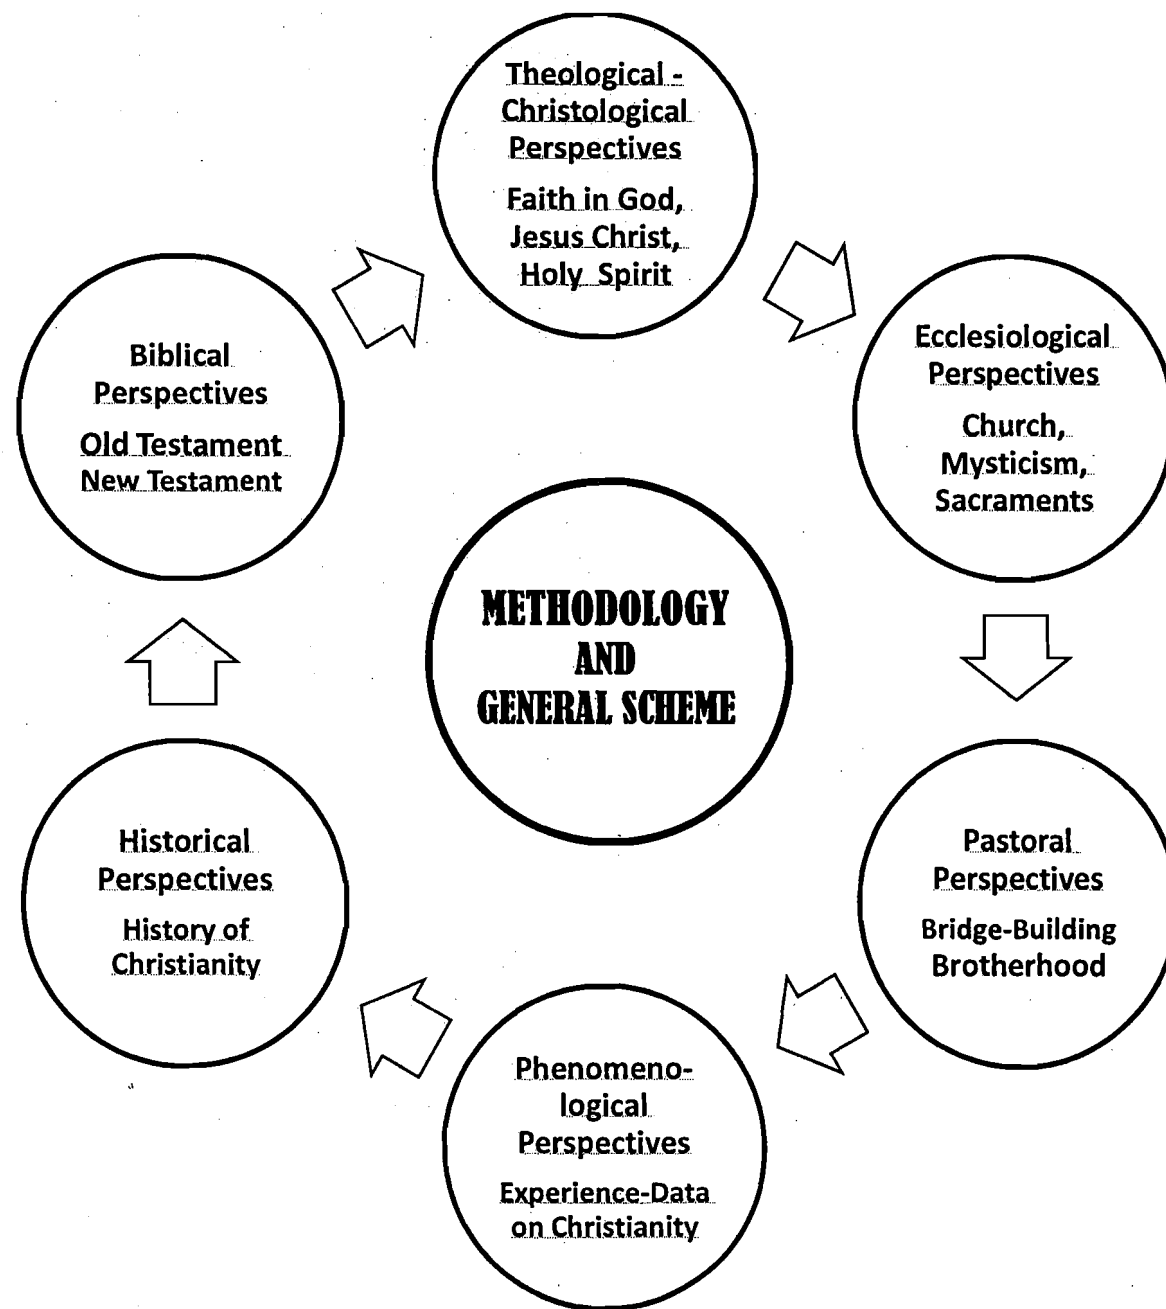 Theological -
Christological
Perspectives
Faith in God,
Jesus Christ,
Holy Spirit
Ecclesiological
Perspectives
Church,
Mysticism,
Sacraments
Pastoral
Perspectives
Bridge-Building
Brotherhood
Phenomeno-
logical
Perspectives
Experience-Data
on Christianity
Historical
Perspectives
History of
Christianity
Biblical
Perspectives
Old Testament
New Testament
METHODOLOGY
AND
GENERAL SCHEME